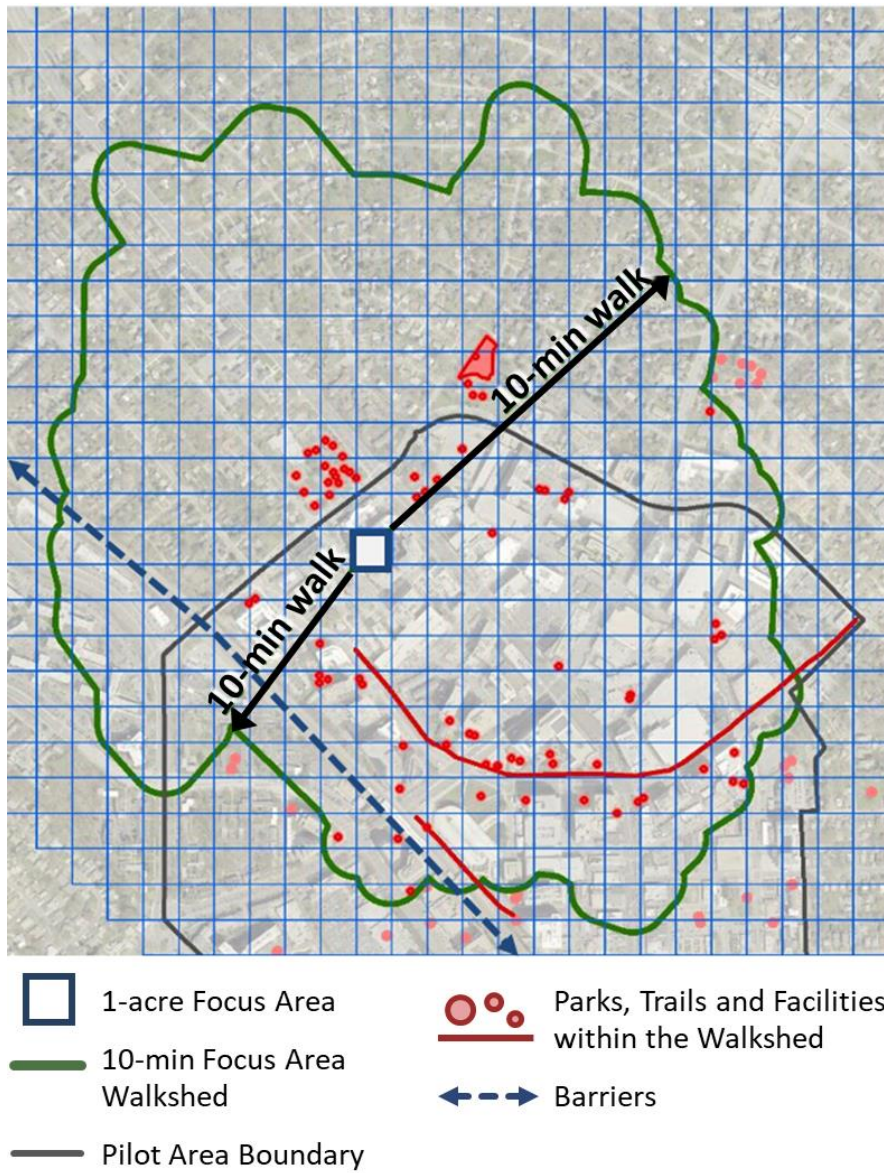 10-min walk
10-min walk
1-acre Focus Area
10-min Focus Area
Walkshed
Pilot Area Boundary
Parks, Trails and Facilities
within the Walkshed
Barriers